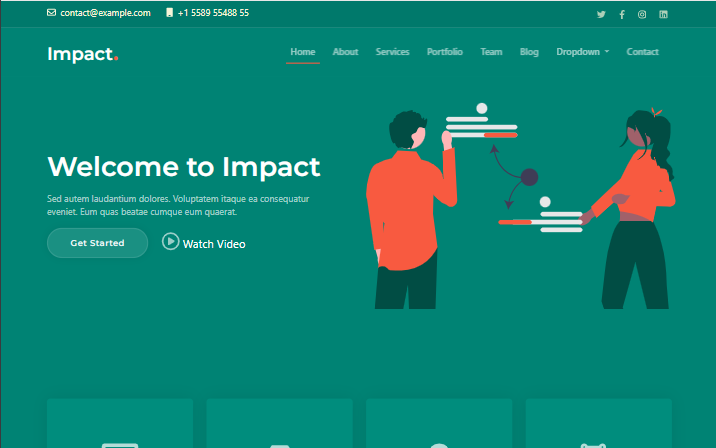 contact@example.com +1 5589 55488 55
Impact.
Home About Services Portfolio Team Blog Dropdown Contact
Welcome to Impact
Sed autem laudantium dolores. Voluptatem itaque ea consequatur
eveniet. Eum quas beatae cumque eum quaerat.
Get Started Watch Video